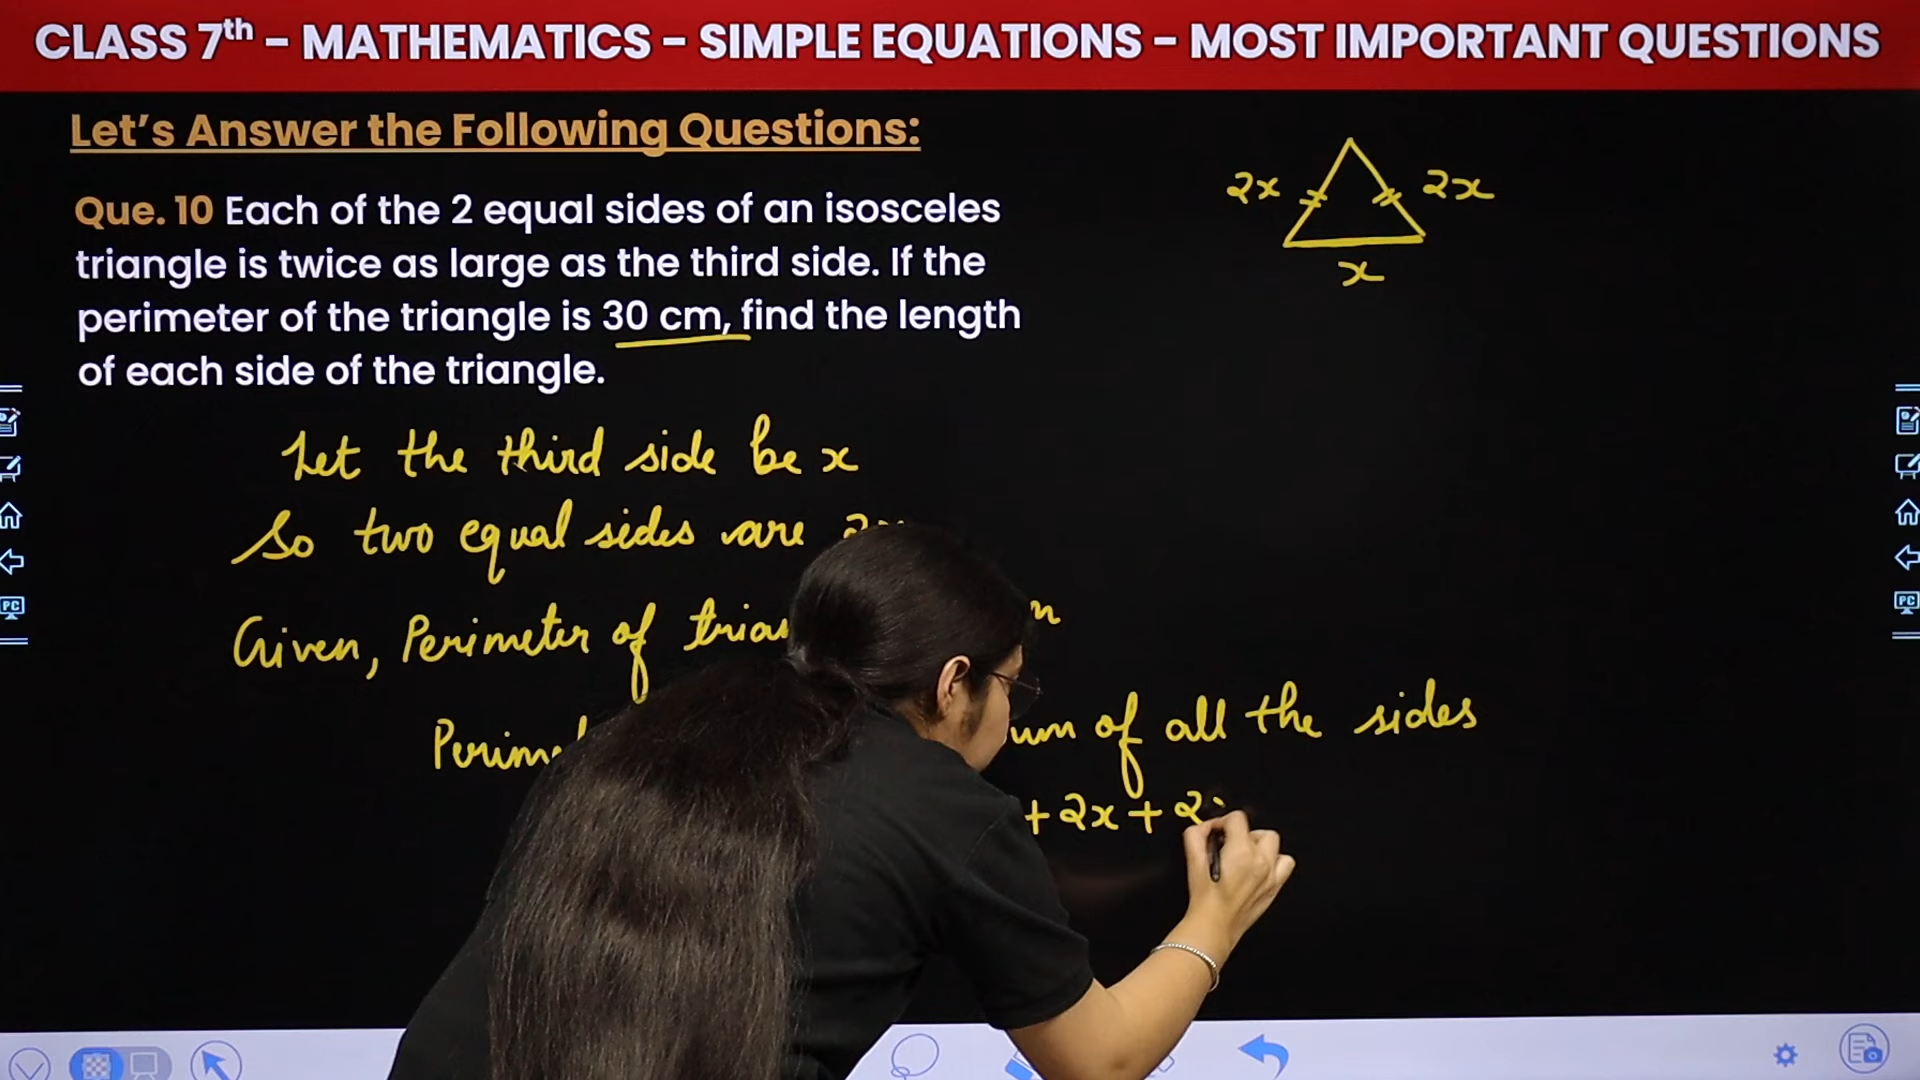 CLASS 7th - MATHEMATICS - SIMPLE EQUATIONS - MOST IMPORTANT QUESTIONS
Let's Answer the Following Questions:
Que. 10 Each of the 2 equal sides of an isosceles
triangle is twice as large as the third side. If the
perimeter of the triangle is 30 cm, find the length
of each side of the triangle.
2x 2x
x
Let the third side be x
So two equal sides are
Given, Perimeter of
of all the sides
+ 2x + 2
PC
PC